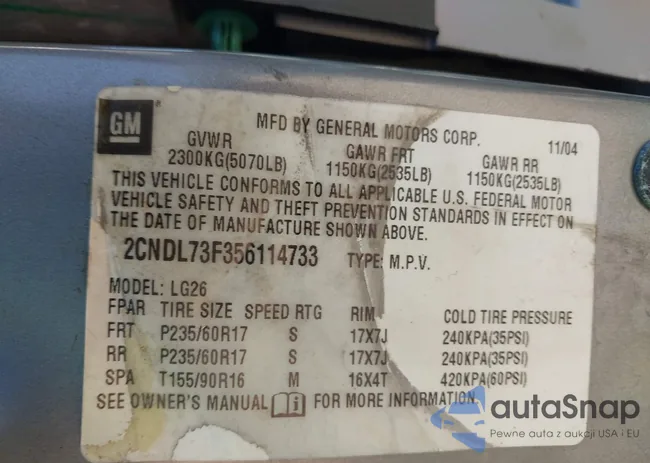 GM
MFD BY GENERAL MOTORS CORP. 11/04
GVWR GAWR FRT GAWR RR
2300KG(5070LB) 1150KG(2535LB) 1150KG(2535LB)
THIS VEHICLE CONFORMS TO ALL APPLICABLE U.S. FEDERAL MOTOR
VEHICLE SAFETY AND THEFT PREVENTION STANDARDS IN EFFECT ON
THE DATE OF MANUFACTURE SHOWN ABOVE.
2CNDL73F356114733 TYPE: M.P.V.
MODEL: LG26
FPAR TIRE SIZE SPEED RTG RIM COLD TIRE PRESSURE
FRT P235/60R17 S 17X7J 240KPA(35PSI)
RR P235/60R17 S 17X7J 240KPA(35PSI)
SPA T155/90R16 M 16X4T 420KPA(60PSI)
SEE OWNER'S MANUAL FOR MORE INFORMATION
autaSnap
Pewne auta z aukcji USA i EU